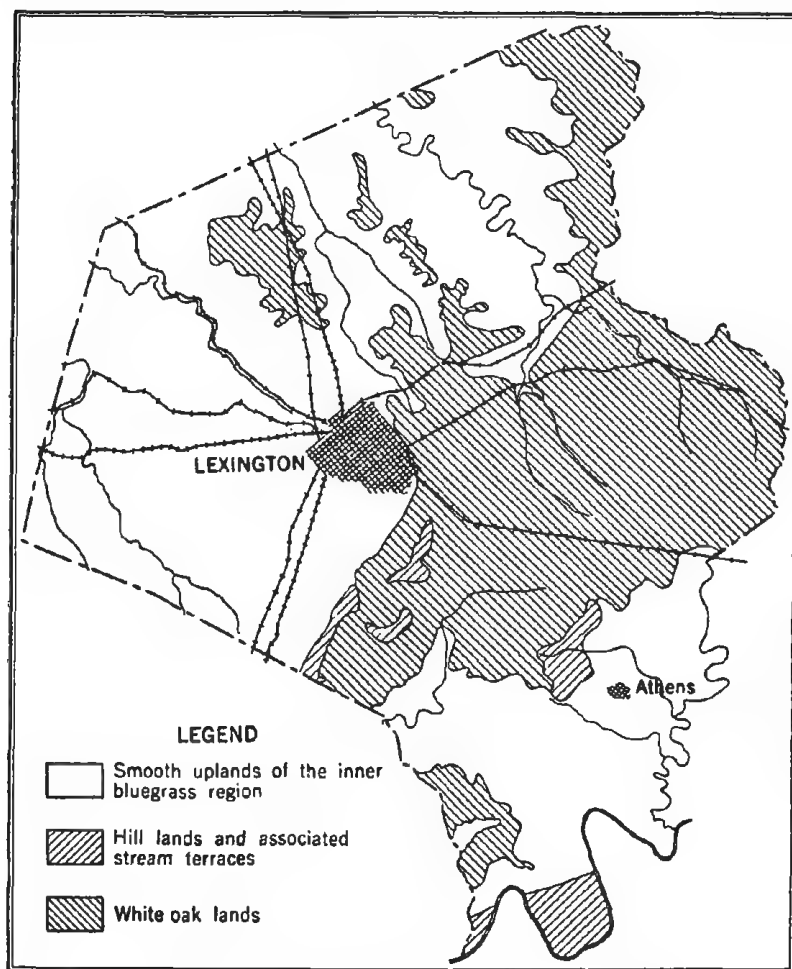 LEXINGTON
Athens
LEGEND
Smooth uplands of the inner
bluegrass region
Hill lands and associated
stream terraces
White oak lands